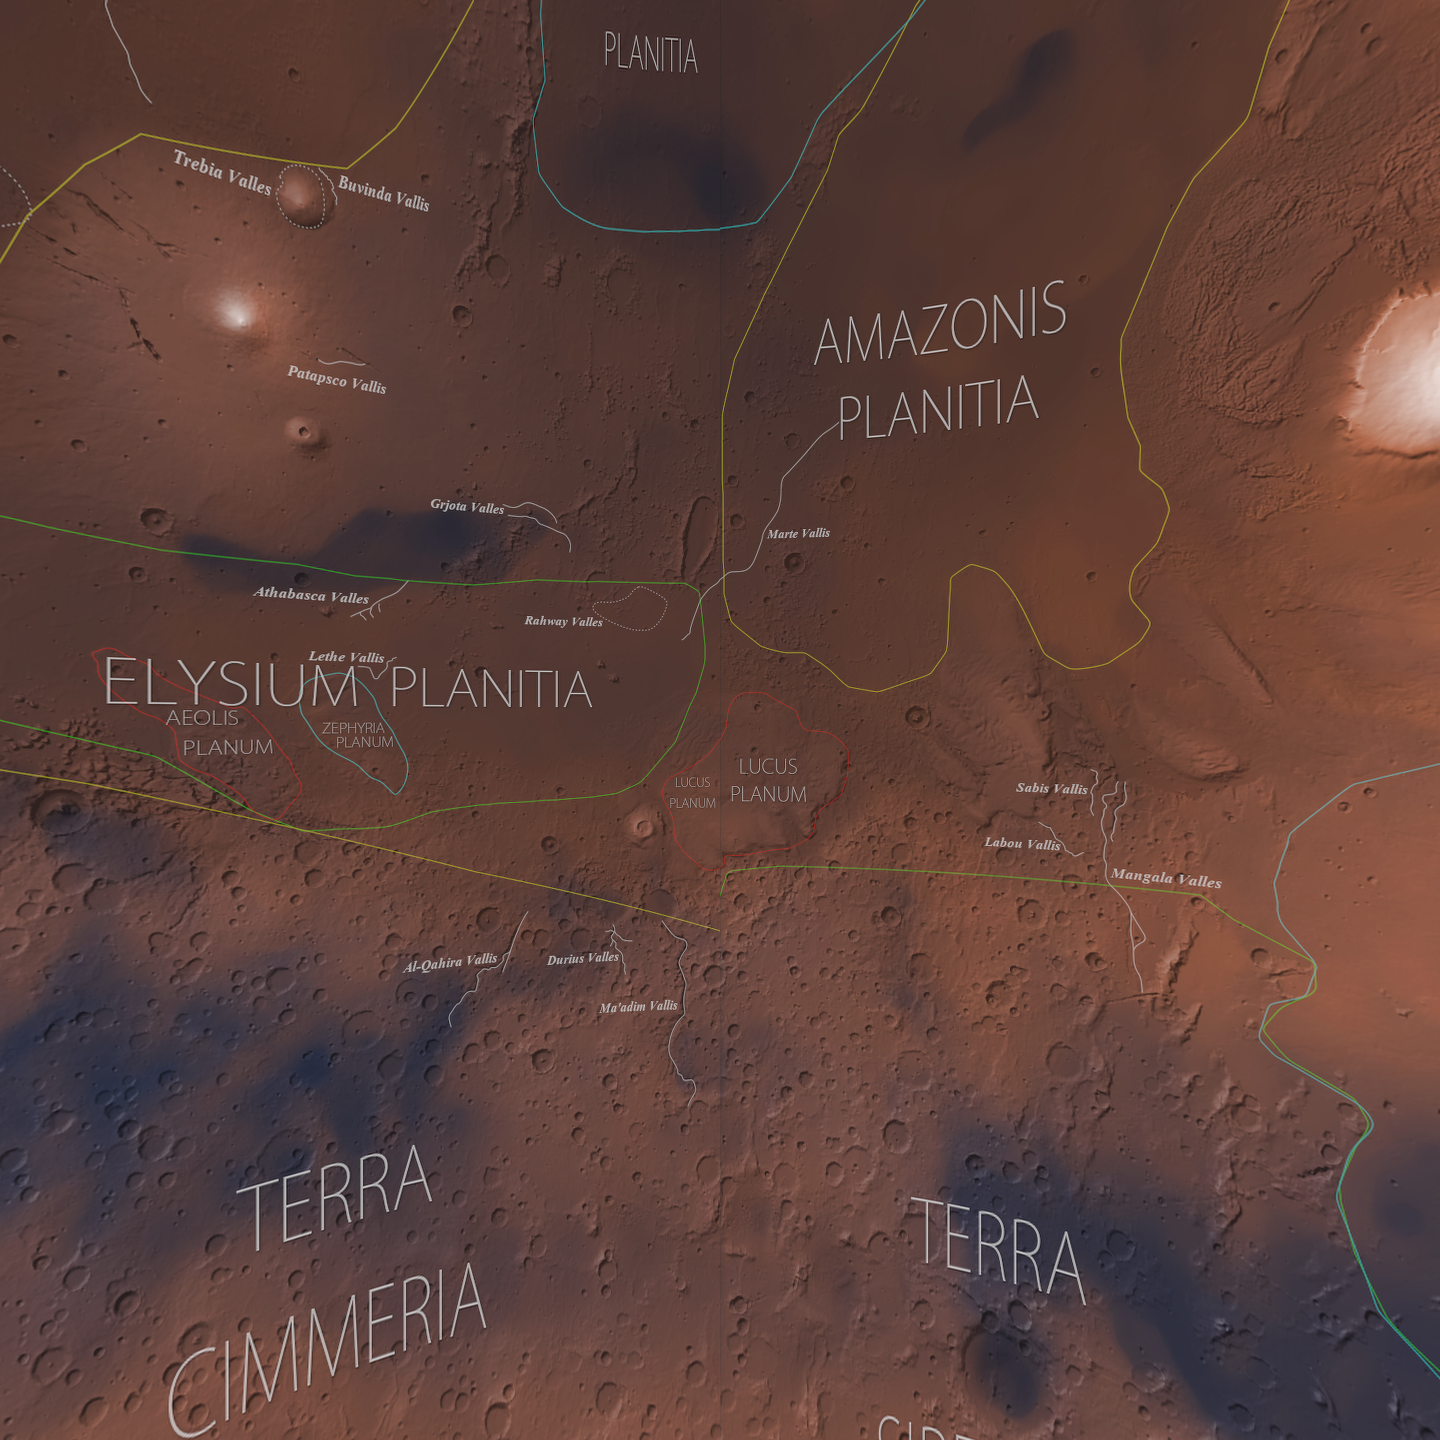 PLANITIA
Trebia Valles
Buvinda Vallis
AMAZONIS
PLANITIA
Patapsco Vallis
Grjota Valles
Marte Vallis
Athabasca Valles
Rahway Valles
Lethe Vallis
ELYSIUM PLANITIA
AEOLIS
PLANUM
ZEPHYRIA
PLANUM
LUCUS
PLANUM
LUCUS
PLANUM
Sabis Vallis
Labou Vallis
Mangala Valles
Al-Qahira Vallis
Durius Valles
Ma'adim Vallis
TERRA
CIMMERIA
TERRA